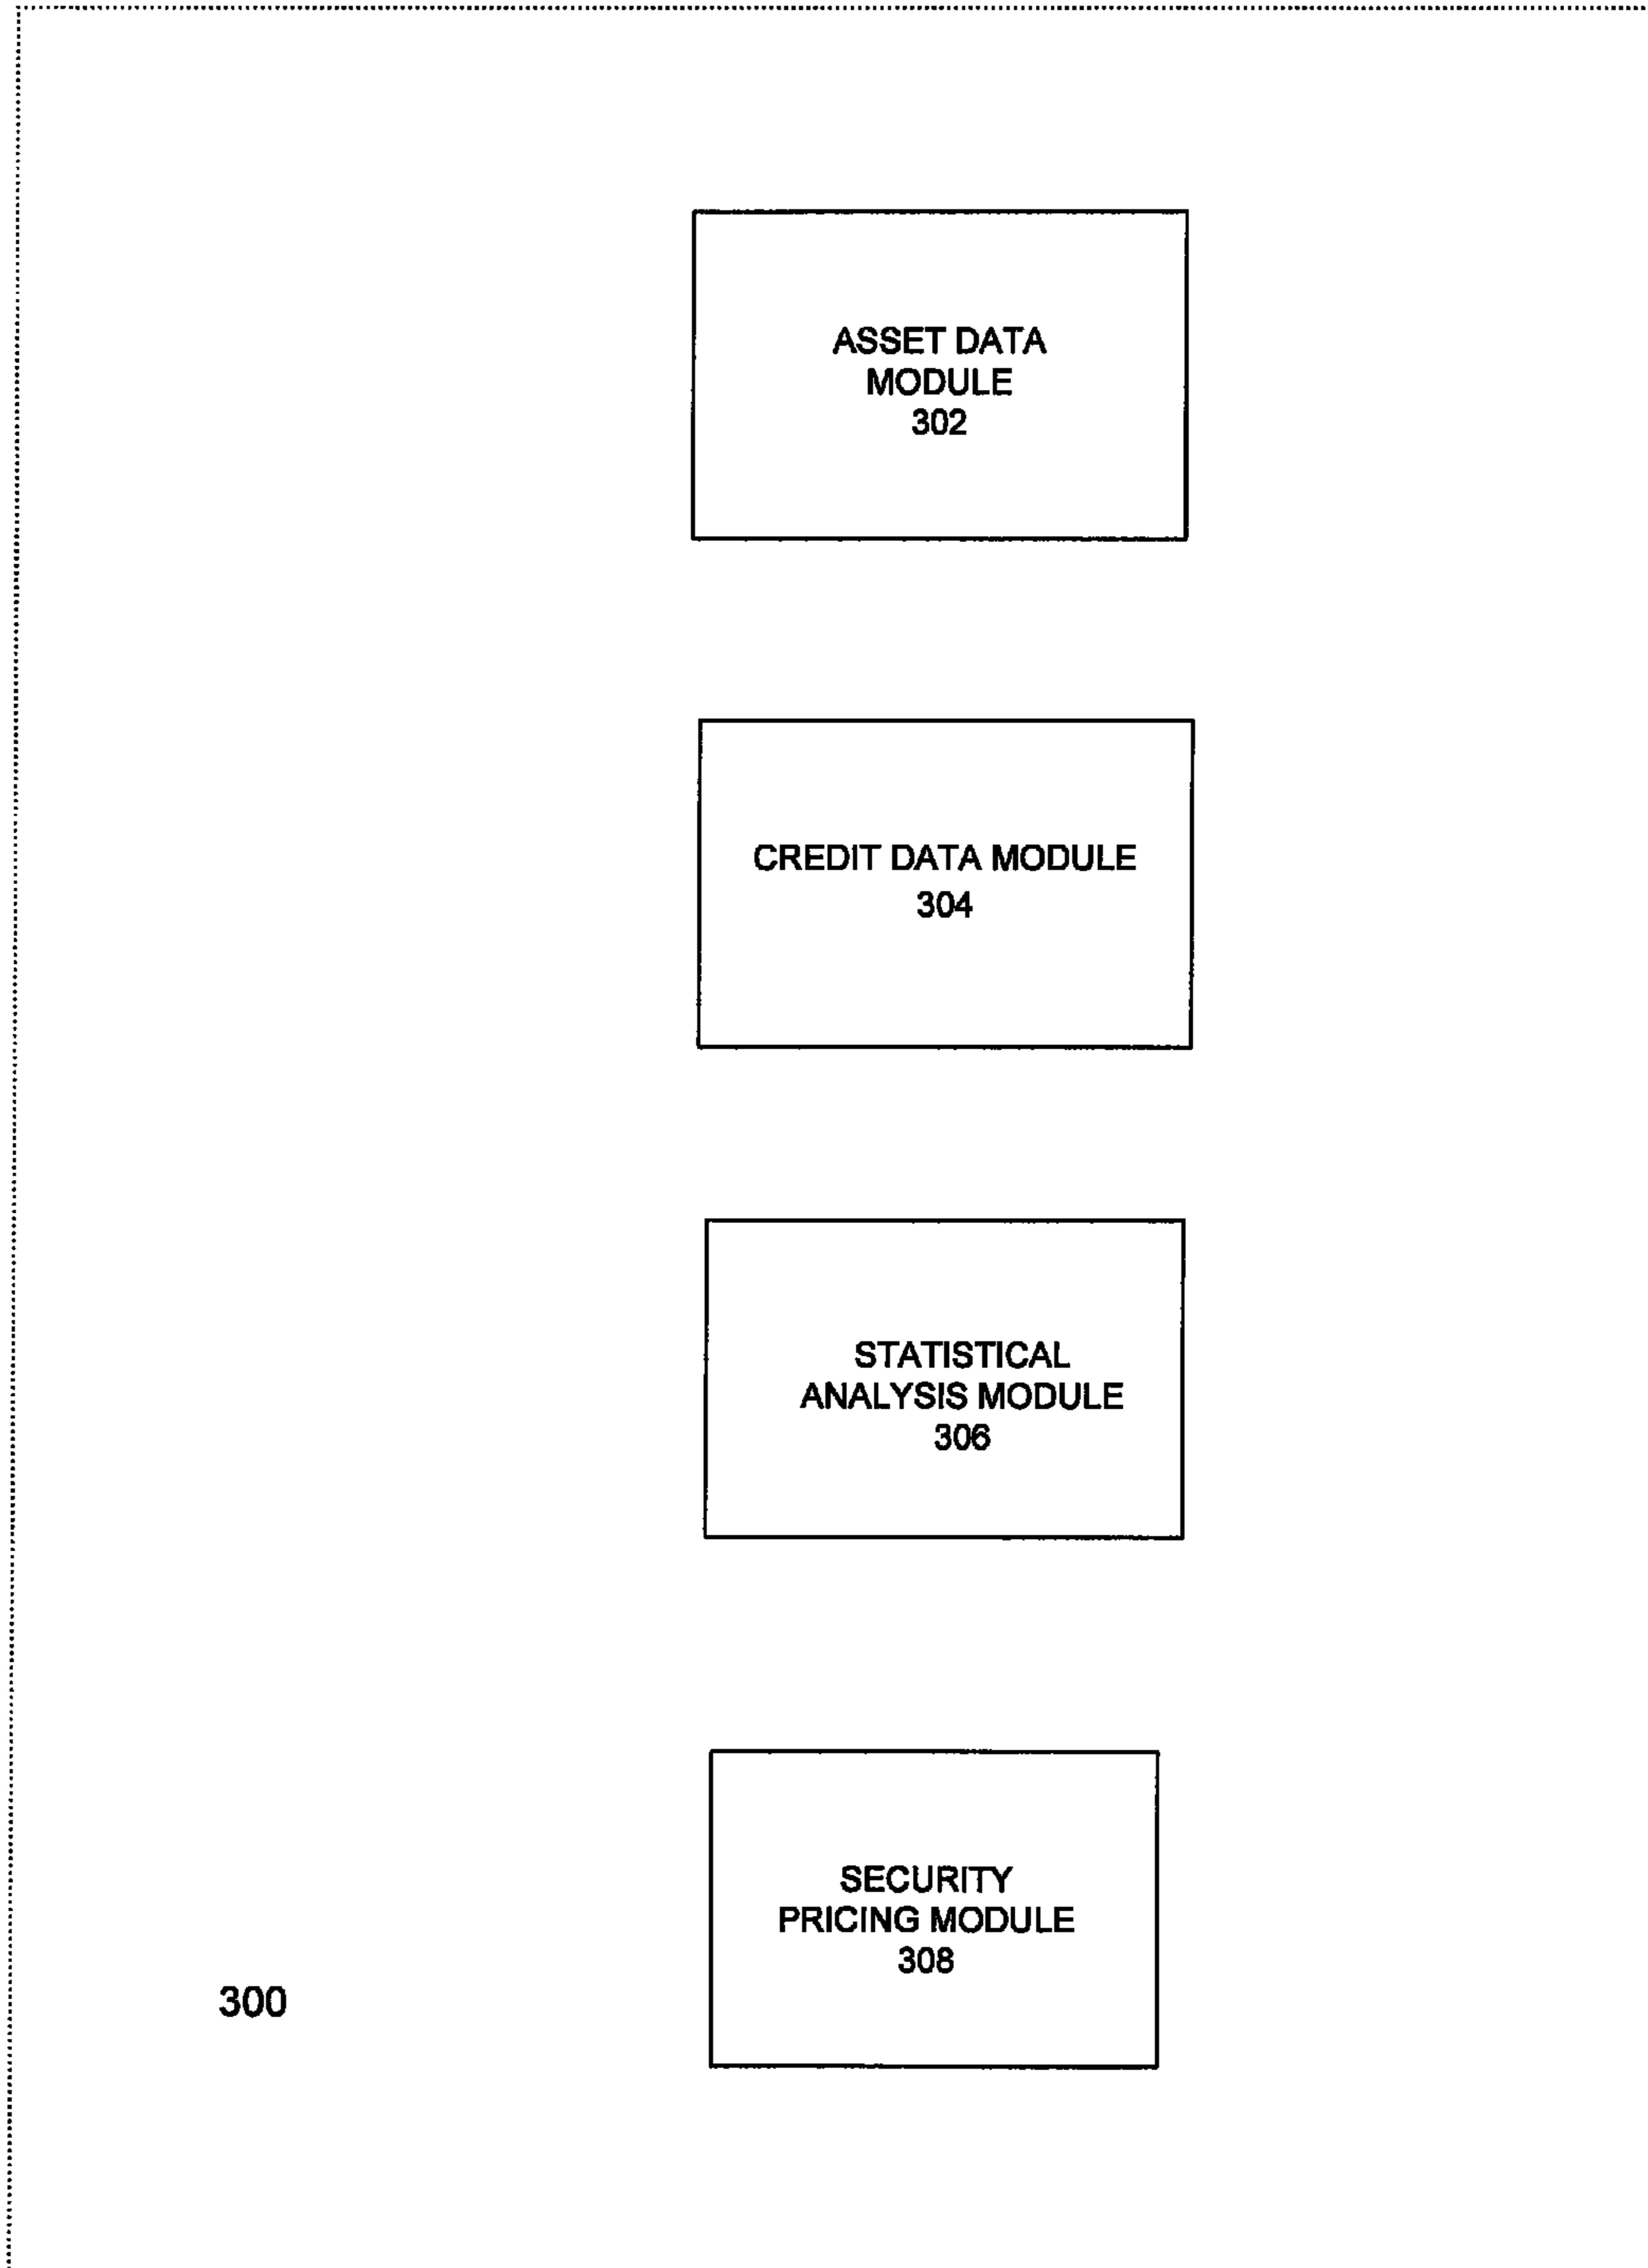 ASSET DATA
MODULE
302
CREDIT DATA MODULE
304
STATISTICAL
ANALYSIS MODULE
306
SECURITY
PRICING MODULE
308
300